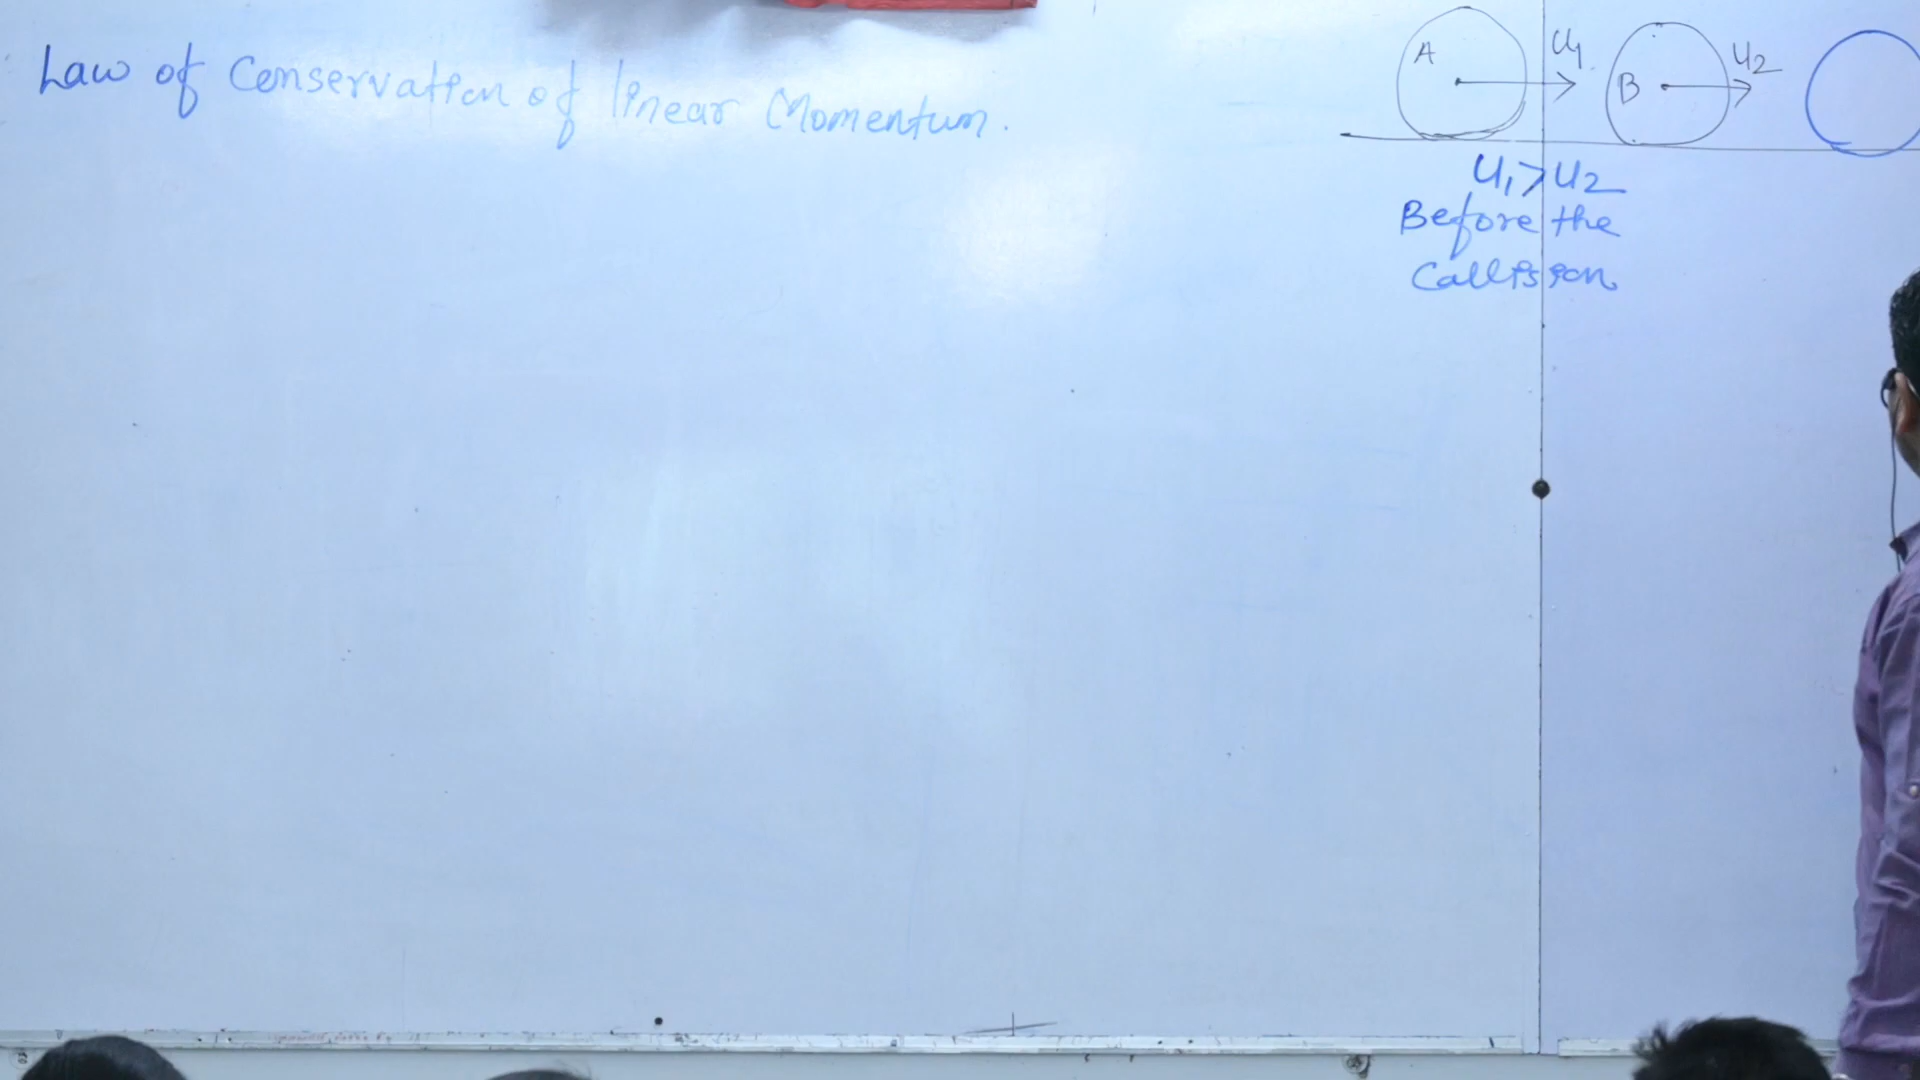 Law of Conservation of linear Momentum.
A U1 B U2
U1>U2
Before the
Collision